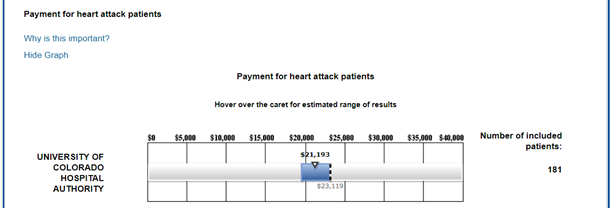 Payment for heart attack patients
Why is this important?
Hide Graph
Payment for heart attack patients
Hover over the caret for estimated range of results
$0 $5,000 $10,000 $15,000 $20,000 $25,000 $30,000 $35,000 $40,000
Number of included
patients:
$21,193
UNIVERSITY OF
COLORADO
HOSPITAL
AUTHORITY
181
$23,119